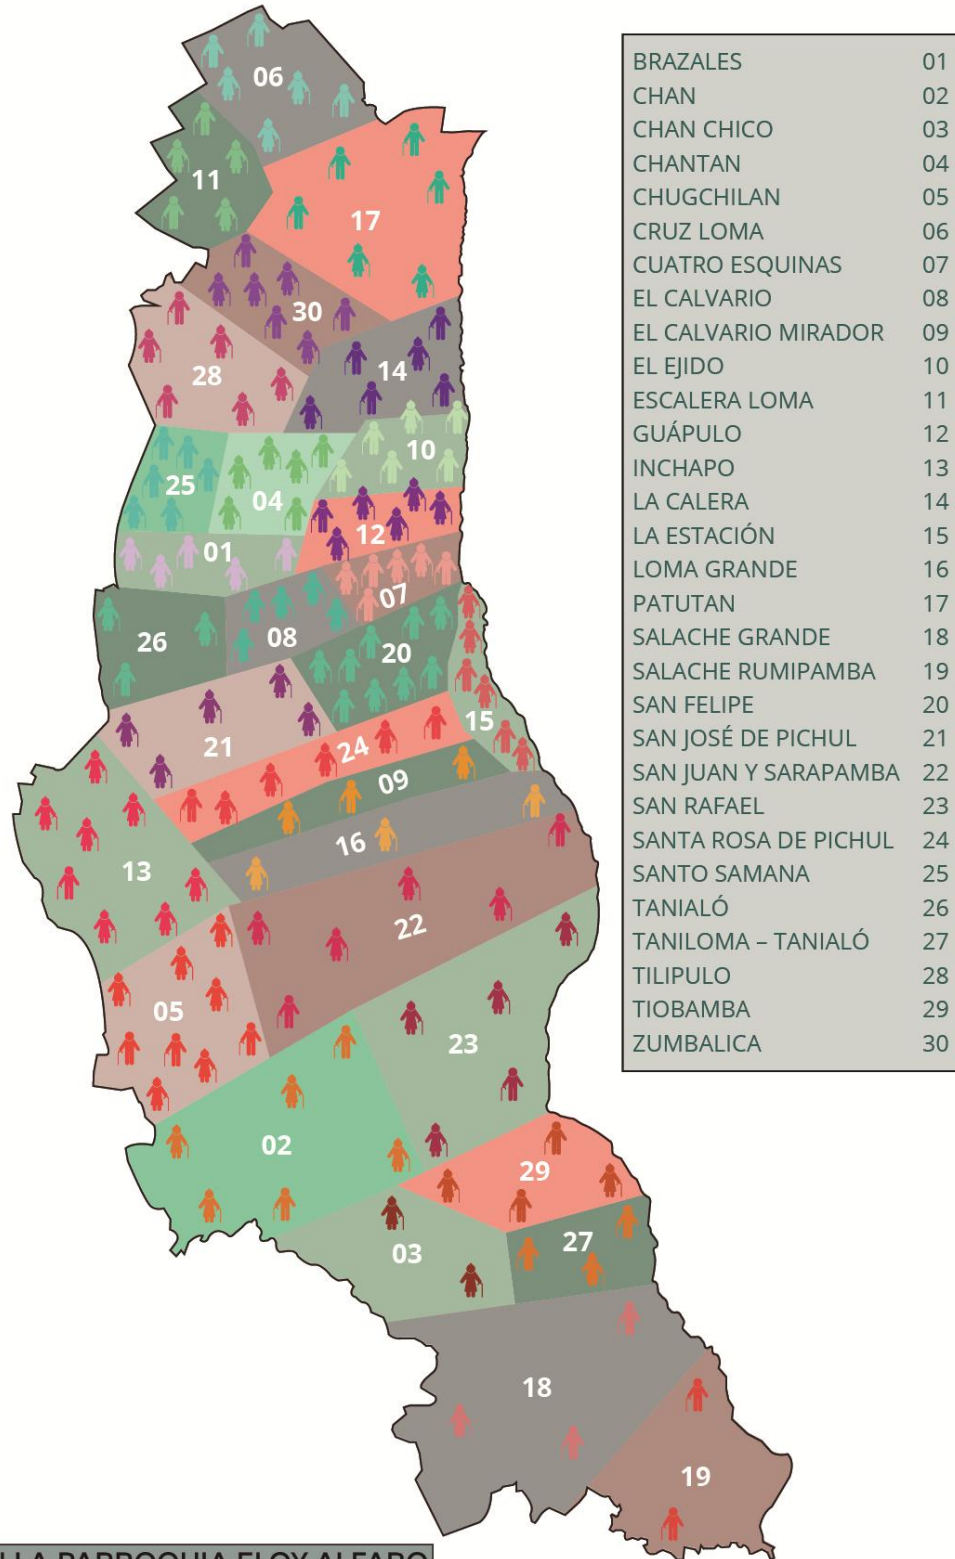 06
11
17
30
28
14
10
25
04
12
01
07
26
08
20
21
15
24
09
16
13
22
05
23
02
29
03
27
18
19
BRAZALES 01
CHAN 02
CHAN CHICO 03
CHANTAN 04
CHUGCHILAN 05
CRUZ LOMA 06
CUATRO ESQUINAS 07
EL CALVARIO 08
EL CALVARIO MIRADOR 09
EL EJIDO 10
ESCALERA LOMA 11
GUÁPULO 12
INCHAPO 13
LA CALERA 14
LA ESTACIÓN 15
LOMA GRANDE 16
PATUTAN 17
SALACHE GRANDE 18
SALACHE RUMIPAMBA 19
SAN FELIPE 20
SAN JOSÉ DE PICHUL 21
SAN JUAN Y SARAPAMBA 22
SAN RAFAEL 23
SANTA ROSA DE PICHUL 24
SANTO SAMANA 25
TANIALÓ 26
TANILOMA – TANIALÓ 27
TILIPULO 28
TIOBAMBA 29
ZUMBALICA 30
LA PARROQUIA ELOY ALFARO